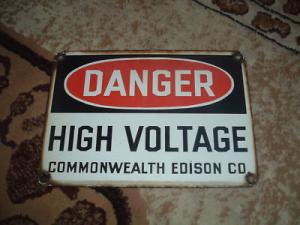 DANGER
HIGH VOLTAGE
COMMONWEALTH EDISON CO.